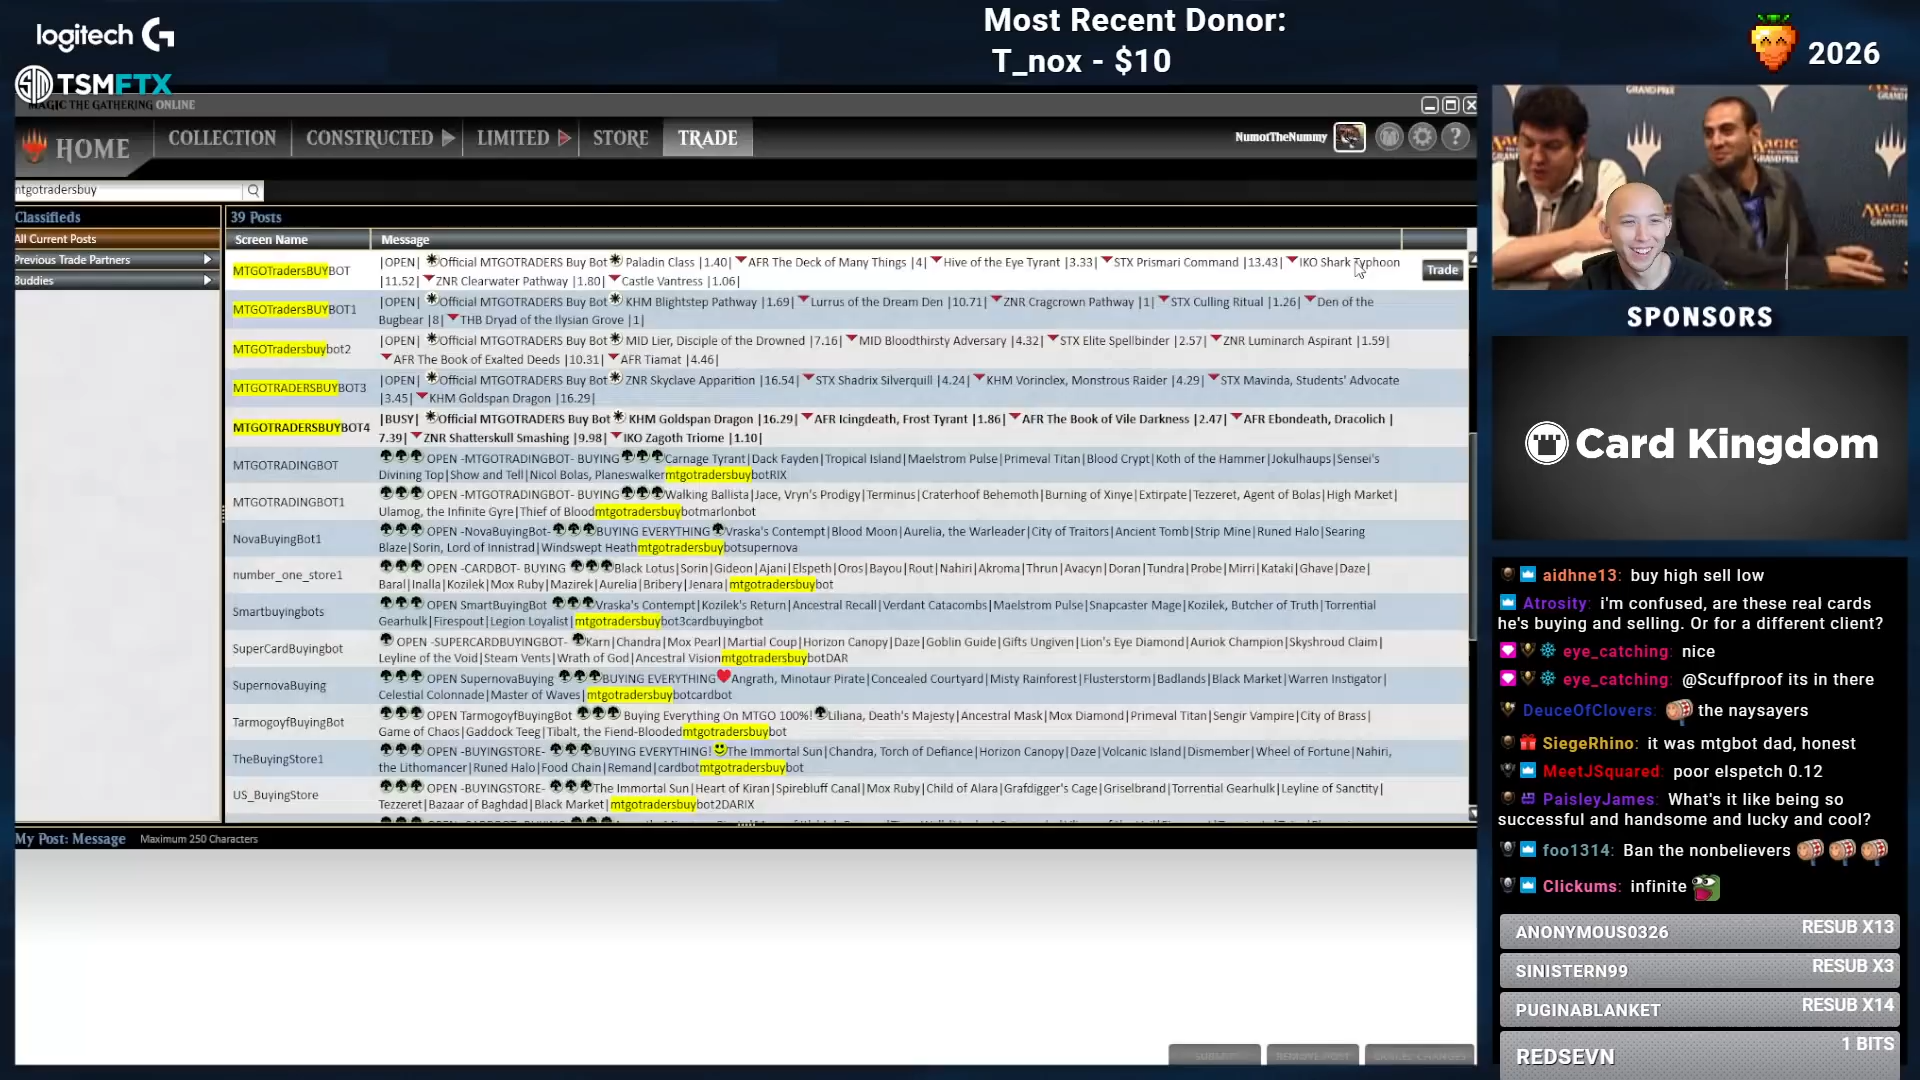 logitech G
TSMFTX
Most Recent Donor:
T_nox - $10
2026
MAGIC THE GATHERING ONLINE
HOME
COLLECTION
CONSTRUCTED
LIMITED
STORE
TRADE
NumotTheNummy
?
mtgotradersbuy
Classifieds
All Current Posts
Previous Trade Partners
Buddies
39 Posts
Screen Name
Message
MTGOTradersBUYBOT
|OPEN| Official MTGOTRADERS Buy Bot Paladin Class |1.40| AFR The Deck of Many Things |4| Hive of the Eye Tyrant |3.33| STX Prismari Command |13.43| IKO Shark Typhoon
|11.52| ZNR Clearwater Pathway |1.80| Castle Vantress |1.06|
Trade
MTGOTradersBUYBOT1
|OPEN| Official MTGOTRADERS Buy Bot KHM Blightstep Pathway |1.69| Lurrus of the Dream Den |10.71| ZNR Cragcrown Pathway |1| STX Culling Ritual |1.26| Den of the
Bugbear |8| THB Dryad of the Ilysian Grove |1|
MTGOTradersbuybot2
|OPEN| Official MTGOTRADERS Buy Bot MID Lier, Disciple of the Drowned |7.16| MID Bloodthirsty Adversary |4.32| STX Elite Spellbinder |2.57| ZNR Luminarch Aspirant |1.59|
AFR The Book of Exalted Deeds |10.31| AFR Tiamat |4.46|
MTGOTRADERSBUYBOT3
|OPEN| Official MTGOTRADERS Buy Bot ZNR Skyclave Apparition |16.54| STX Shadrix Silverquill |4.24| KHM Vorinclex, Monstrous Raider |4.29| STX Mavinda, Students' Advocate
|3.45| KHM Goldspan Dragon |16.29|
MTGOTRADERSBUYBOT4
|BUSY| Official MTGOTRADERS Buy Bot KHM Goldspan Dragon |16.29| AFR Icingdeath, Frost Tyrant |1.86| AFR The Book of Vile Darkness |2.47| AFR Ebondeath, Dracolich |
7.39| ZNR Shatterskull Smashing |9.98| IKO Zagoth Triome |1.10|
MTGOTRADINGBOT
OPEN -MTGOTRADINGBOT- BUYING Carnage Tyrant|Dack Fayden|Tropical Island|Maelstrom Pulse|Primeval Titan|Blood Crypt|Koth of the Hammer|Jokulhaups|Sensei's
Divining Top|Show and Tell|Nicol Bolas, PlaneswalkermtgotradersbuybotRIX
MTGOTRADINGBOT1
OPEN -MTGOTRADINGBOT- BUYING Walking Ballista|Jace, Vryn's Prodigy|Terminus|Craterhoof Behemoth|Burning of Xinye|Extirpate|Tezzeret, Agent of Bolas|High Market|
Ulamog, the Infinite Gyre|Thief of Bloodmtgotradersbuybotmarlonbot
NovaBuyingBot1
OPEN -NovaBuyingBot- BUYING EVERYTHING Vraska's Contempt|Blood Moon|Aurelia, the Warleader|City of Traitors|Ancient Tomb|Strip Mine|Runed Halo|Searing
Blaze|Sorin, Lord of Innistrad|Windswept Heathmtgotradersbuybotsupernova
number_one_store1
OPEN -CARDBOT- BUYING Black Lotus|Sorin|Gideon|Ajani|Elspeth|Oros|Bayou|Rout|Nahiri|Akroma|Thrun|Avacyn|Doran|Tundra|Probe|Mirri|Kataki|Ghave|Daze|
Baral|Inalla|Kozilek|Mox Ruby|Mazirek|Aurelia|Bribery|Jenara|mtgotradersbuybot
Smartbuyingbots
OPEN SmartBuyingBot Vraska's Contempt|Kozilek's Return|Ancestral Recall|Verdant Catacombs|Maelstrom Pulse|Snapcaster Mage|Kozilek, Butcher of Truth|Torrential
Gearhulk|Firespout|Legion Loyalist|mtgotradersbuybot3cardbuyingbot
SuperCardBuyingbot
OPEN -SUPERCARDBUYINGBOT- Karn|Chandra|Mox Pearl|Martial Coup|Horizon Canopy|Daze|Goblin Guide|Gifts Ungiven|Lion's Eye Diamond|Auriok Champion|Skyshroud Claim|
Leyline of the Void|Steam Vents|Wrath of God|Ancestral VisionmtgotradersbuybotbotDAR
SupernovaBuying
OPEN SupernovaBuying BUYING EVERYTHING Angrath, Minotaur Pirate|Concealed Courtyard|Misty Rainforest|Flusterstorm|Badlands|Black Market|Warren Instigator|
Celestial Colonnade|Master of Waves|mtgotradersbuybotcardbot
TarmogoyfBuyingBot
OPEN TarmogoyfBuyingBot Buying Everything On MTGO 100%! Liliana, Death's Majesty|Ancestral Mask|Mox Diamond|Primeval Titan|Sengir Vampire|City of Brass|
Game of Chaos|Gaddock Teeg|Tibalt, the Fiend-Bloodedmtgotradersbuybot
TheBuyingStore1
OPEN -BUYINGSTORE- BUYING EVERYTHING! The Immortal Sun|Chandra, Torch of Defiance|Horizon Canopy|Daze|Volcanic Island|Dismember|Wheel of Fortune|Nahiri,
the Lithomancer|Runed Halo|Food Chain|Remand|cardbotmtgotradersbuybot
US_BuyingStore
OPEN -BUYINGSTORE- The Immortal Sun|Heart of Kiran|Spirebluff Canal|Mox Ruby|Child of Alara|Grafdigger's Cage|Griselbrand|Torrential Gearhulk|Leyline of Sanctity|
Tezzeret|Bazaar of Baghdad|Black Market|mtgotradersbuybot2DARIX
My Post: Message
Maximum 250 Characters
GRAND PRIX
MAGIC
GRAND PRIX
SPONSORS
Card Kingdom
aidhne13: buy high sell low
Atrosity: i'm confused, are these real cards
he's buying and selling. Or for a different client?
eye_catching: nice
eye_catching: @Scuffproof its in there
DeuceOfClovers: the naysayers
SiegeRhino: it was mtgbot dad, honest
MeetJSquared: poor elspetch 0.12
PaisleyJames: What's it like being so
successful and handsome and lucky and cool?
foo1314: Ban the nonbelievers
Clickums: infinite
ANONYMOUS0326 RESUB X13
SINISTERN99 RESUB X3
PUGINABLANKET RESUB X14
REDSEVN 1 BITS